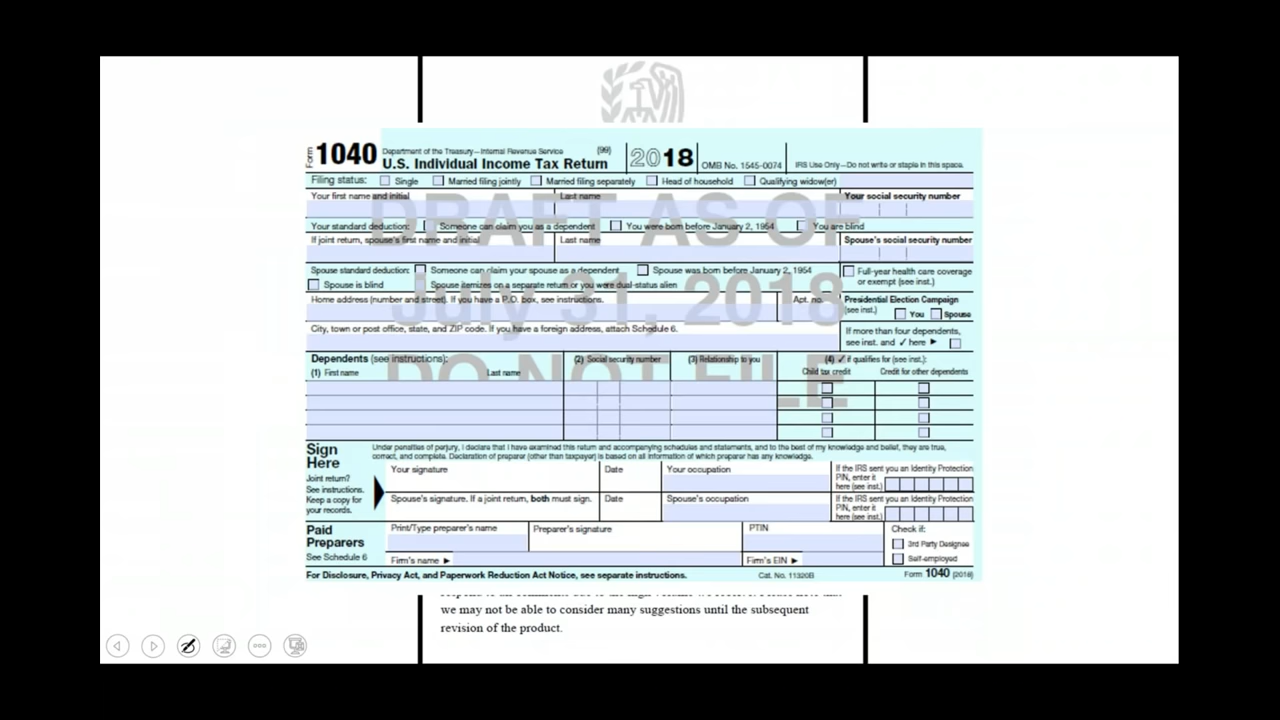 Form 1040 Department of the Treasury—Internal Revenue Service (99)
U.S. Individual Income Tax Return 2018 OMB No. 1545-0074 IRS Use Only—Do not write or staple in this space.
Filing status: Single Married filing jointly Married filing separately Head of household Qualifying widow(er)
Your first name and initial Last name Your social security number
DRAFT AS OF
Your standard deduction: Someone can claim you as a dependent You were born before January 2, 1954 You are blind
If joint return, spouse's first name and initial Last name Spouse's social security number
Spouse standard deduction: Someone can claim your spouse as a dependent Spouse was born before January 2, 1954 Full-year health care coverage
Spouse is blind Spouse itemizes on a separate return or you were dual-status alien or exempt (see inst.)
July 31, 2018
Home address (number and street). If you have a P.O. box, see instructions. Apt. no. Presidential Election Campaign
(see inst.) You Spouse
City, town or post office, state, and ZIP code. If you have a foreign address, attach Schedule 6. If more than four dependents,
see inst. and ✓ here ►
DO NOT FILE
Dependents (see instructions): (2) Social security number (3) Relationship to you (4) ✓ if qualifies for (see inst.):
(1) First name Last name Child tax credit Credit for other dependents
Sign
Here
Under penalties of perjury, I declare that I have examined this return and accompanying schedules and statements, and to the best of my knowledge and belief, they are true,
correct, and complete. Declaration of preparer (other than taxpayer) is based on all information of which preparer has any knowledge.
Joint return?
See instructions.
Keep a copy for
your records.
Your signature Date Your occupation If the IRS sent you an Identity Protection
PIN, enter it
here (see inst.)
Spouse's signature. If a joint return, both must sign. Date Spouse's occupation If the IRS sent you an Identity Protection
PIN, enter it
here (see inst.)
Paid
Preparers
See Schedule 6
Print/Type preparer's name Preparer's signature PTIN Check if:
3rd Party Designee
Firm's name ► Firm's EIN ► Self-employed
For Disclosure, Privacy Act, and Paperwork Reduction Act Notice, see separate instructions. Cat. No. 11320B Form 1040 (2018)
we may not be able to consider many suggestions until the subsequent
revision of the product.